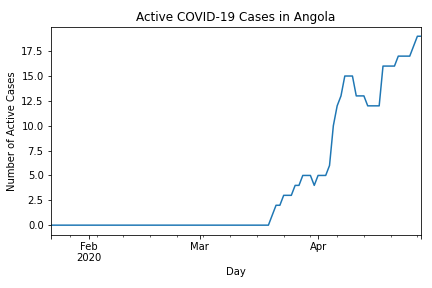 Active COVID-19 Cases in Angola
Number of Active Cases
17.5
15.0
12.5
10.0
7.5
5.0
2.5
0.0
Feb
2020
Mar
Apr
Day